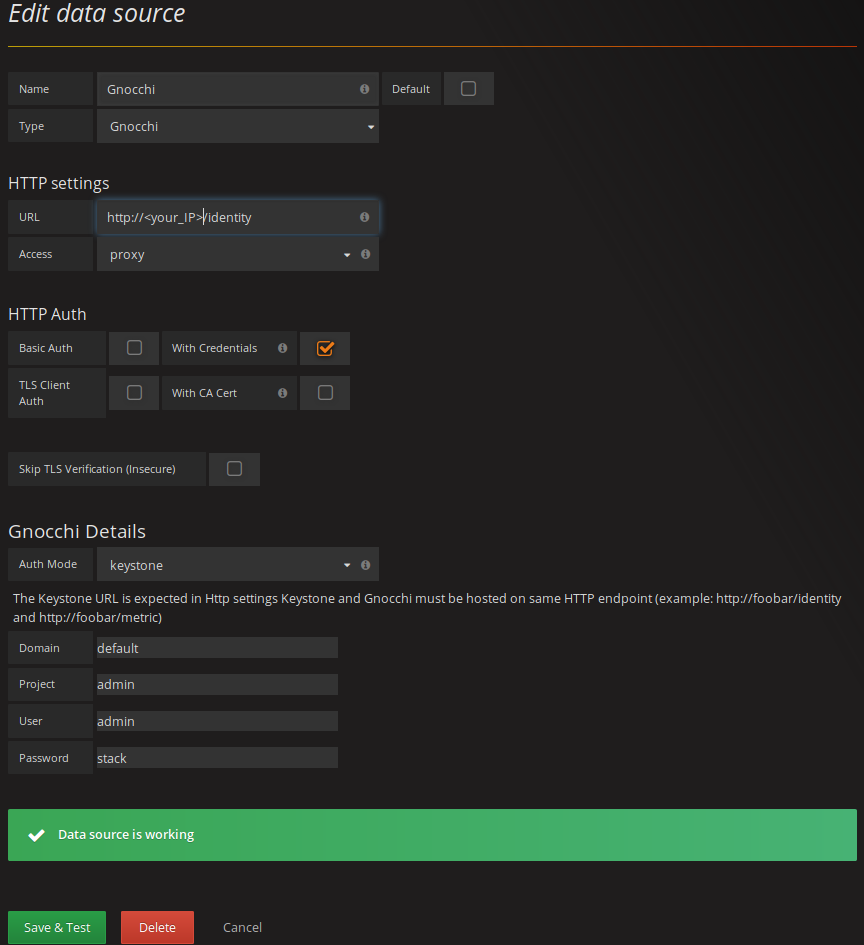 Edit data source
Name Gnocchi Default
Type Gnocchi
HTTP settings
URL http://<your_IP>/identity
Access proxy
HTTP Auth
Basic Auth With Credentials
TLS Client
Auth
With CA Cert
Skip TLS Verification (Insecure)
Gnocchi Details
Auth Mode keystone
The Keystone URL is expected in Http settings Keystone and Gnocchi must be hosted on same HTTP endpoint (example: http://foobar/identity
and http://foobar/metric)
Domain default
Project admin
User admin
Password stack
Data source is working
Save & Test Delete Cancel